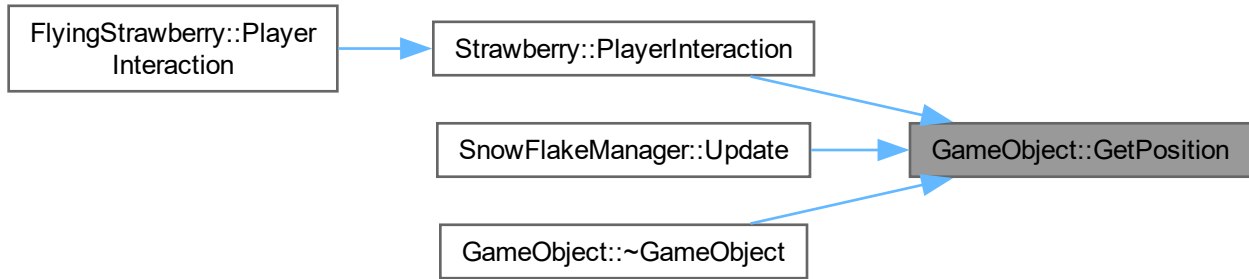 FlyingStrawberry::Player
Interaction
Strawberry::PlayerInteraction
SnowFlakeManager::Update
GameObject::GetPosition
GameObject::~GameObject